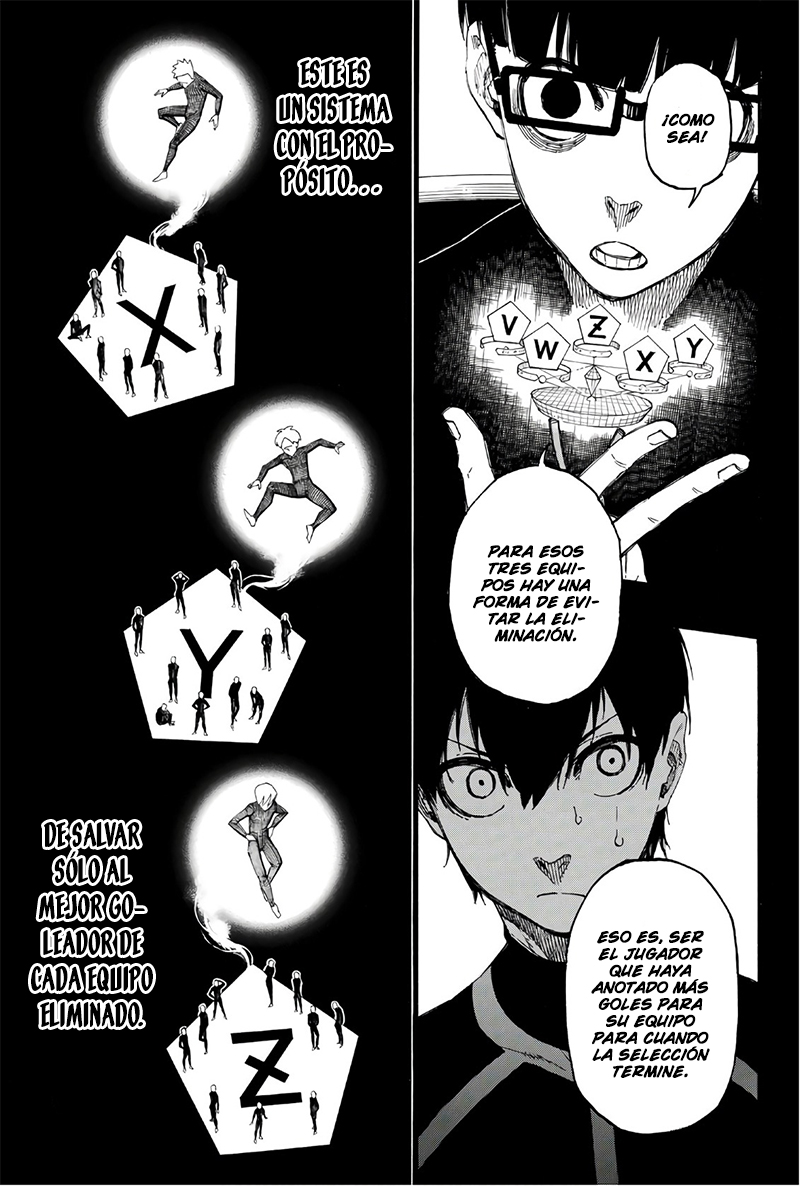 ¡COMO
SEA!
V
W
Z
X
Y
PARA ESOS
TRES EQUI-
POS HAY UNA
FORMA DE EVI-
TAR LA ELI-
MINACIÓN.
ESO ES, SER
EL JUGADOR
QUE HAYA
ANOTADO MÁS
GOLES PARA
SU EQUIPO
PARA CUANDO
LA SELECCIÓN
TERMINE.
ESTE ES
UN SISTEMA
CON EL PRO-
PÓSITO...
X
Y
DE SALVAR
SÓLO AL
MEJOR GO-
LEADOR DE
CADA EQUIPO
ELIMINADO.
Z